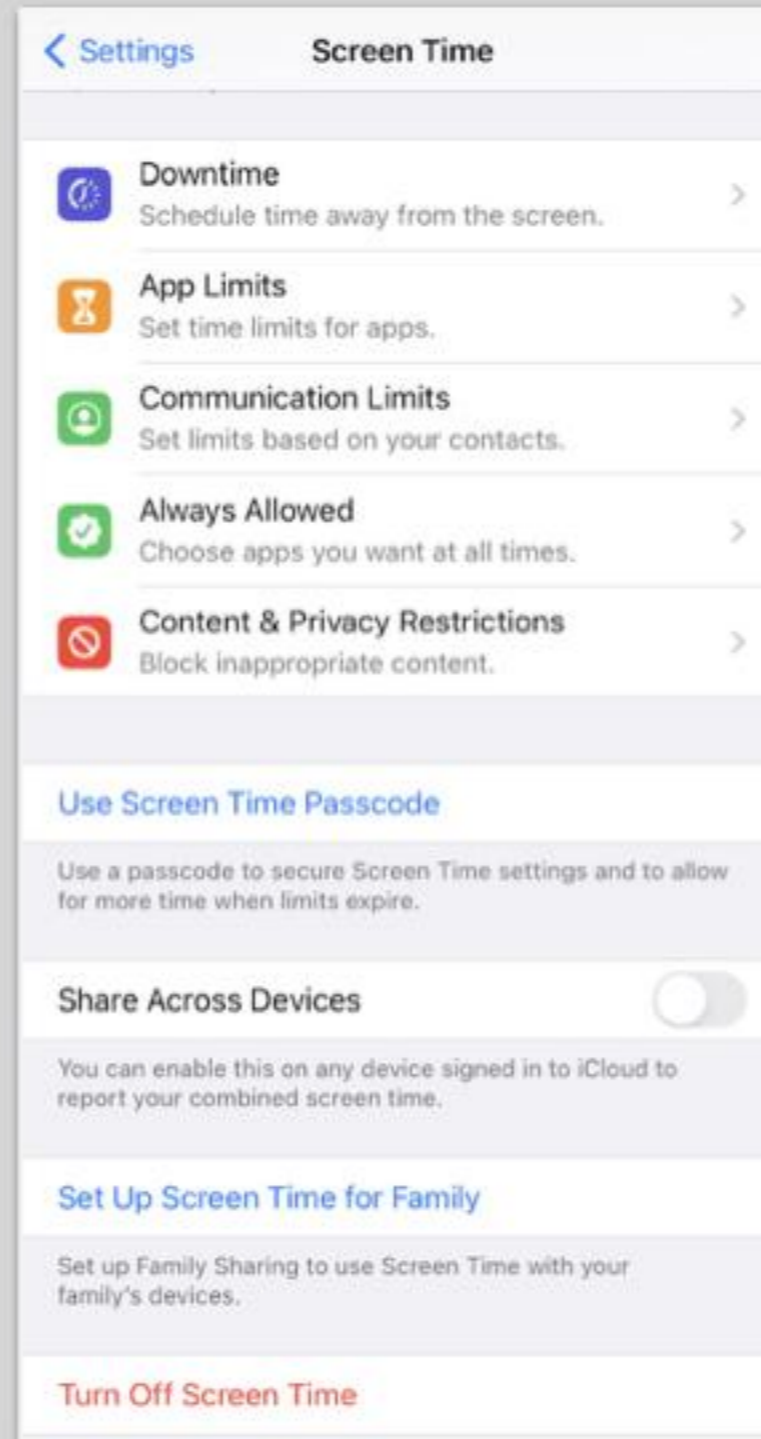 Settings
Screen Time
Downtime
Schedule time away from the screen.
App Limits
Set time limits for apps.
Communication Limits
Set limits based on your contacts.
Always Allowed
Choose apps you want at all times.
Content & Privacy Restrictions
Block inappropriate content.
Use Screen Time Passcode
Use a passcode to secure Screen Time settings and to allow
for more time when limits expire.
Share Across Devices
You can enable this on any device signed in to iCloud to
report your combined screen time.
Set Up Screen Time for Family
Set up Family Sharing to use Screen Time with your
family's devices.
Turn Off Screen Time